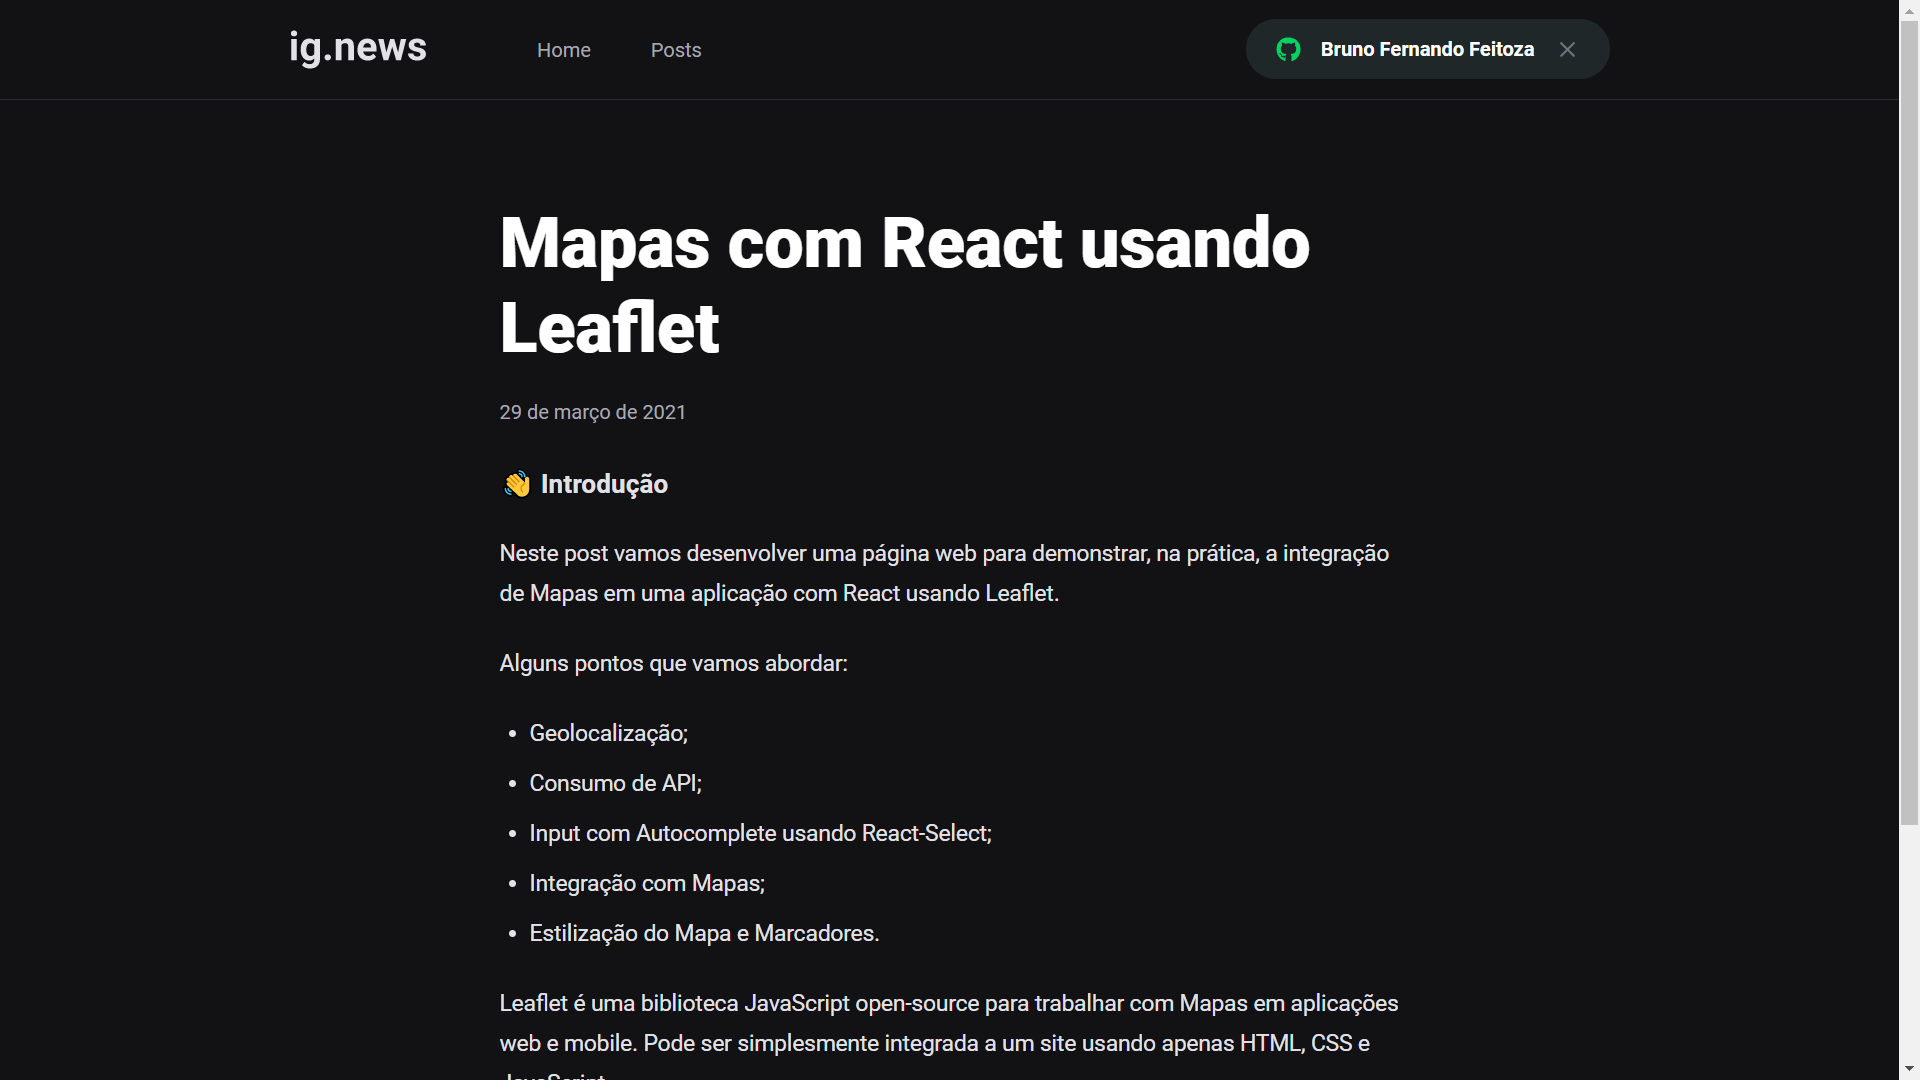 ig.news
Home
Posts
Bruno Fernando Feitoza
Mapas com React usando
Leaflet
29 de março de 2021
👋 Introdução
Neste post vamos desenvolver uma página web para demonstrar, na prática, a integração
de Mapas em uma aplicação com React usando Leaflet.
Alguns pontos que vamos abordar:
• Geolocalização;
• Consumo de API;
• Input com Autocomplete usando React-Select;
• Integração com Mapas;
• Estilização do Mapa e Marcadores.
Leaflet é uma biblioteca JavaScript open-source para trabalhar com Mapas em aplicações
web e mobile. Pode ser simplesmente integrada a um site usando apenas HTML, CSS e
JavaScript.